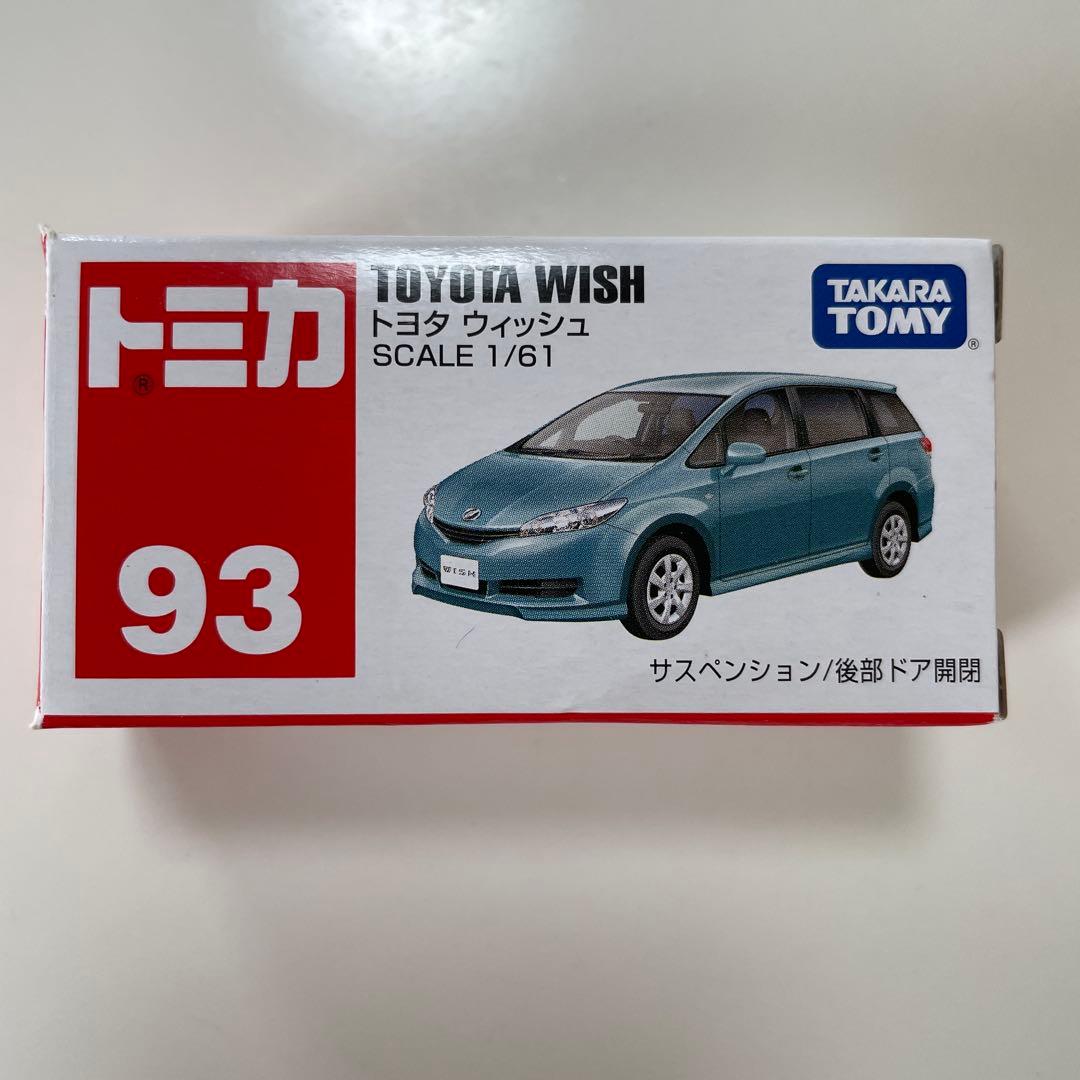 トミカ®
93
TOYOTA WISH
トヨタ ウィッシュ
SCALE 1/61
TAKARA
TOMY®
WISH
サスペンション/後部ドア開閉